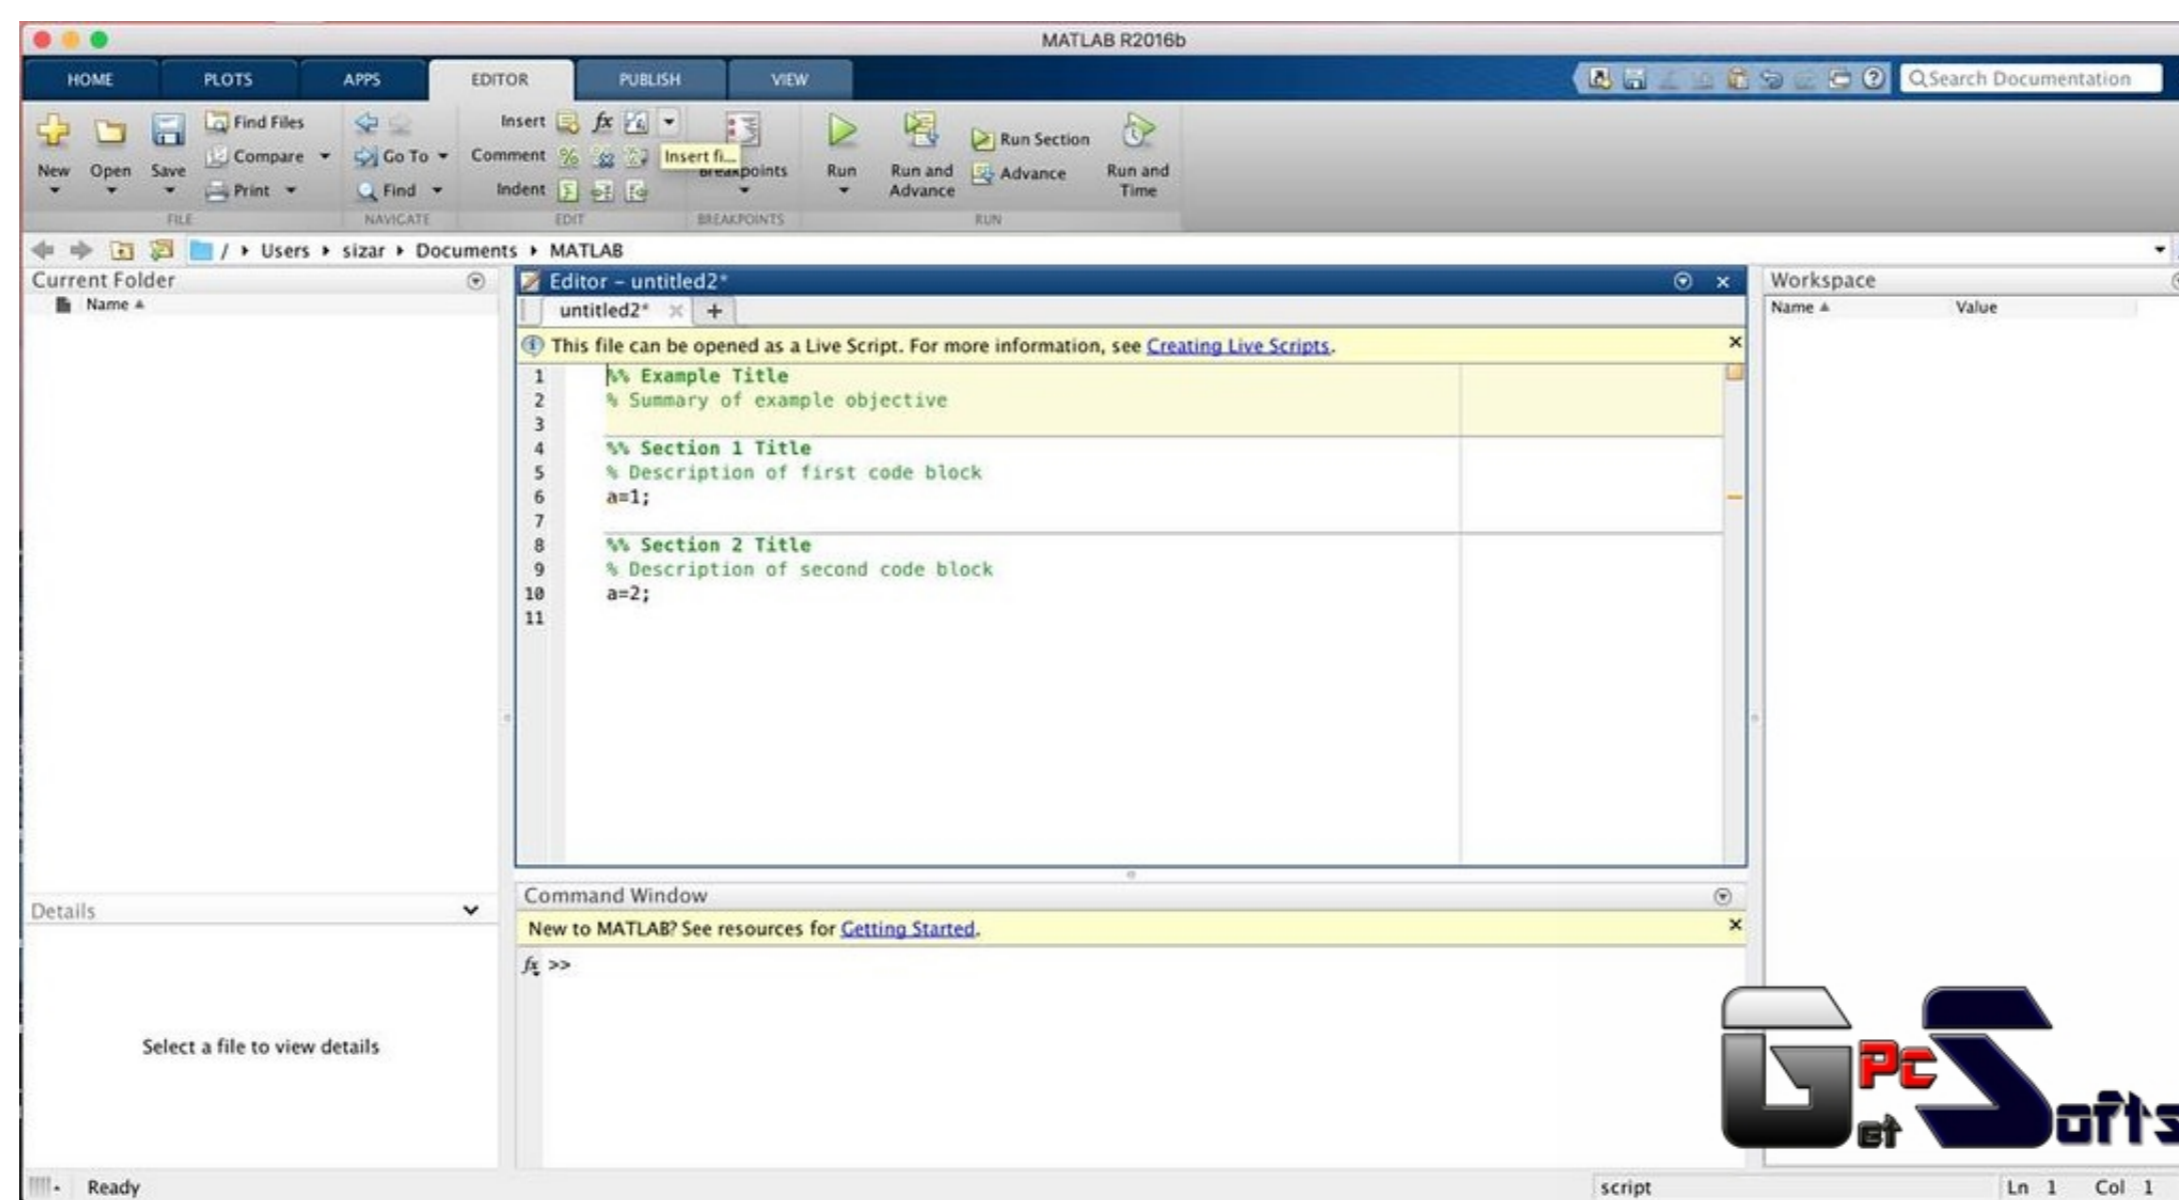 MATLAB R2016b
HOME PLOTS APPS EDITOR PUBLISH VIEW
Search Documentation
New
Open
Save
Find Files
Compare
Print
FILE
Go To
Find
NAVIGATE
Insert fx
Comment
Indent
EDIT
Insert fi...
Breakpoints
BREAKPOINTS
Run
Run and
Advance
Run Section
Advance
Run and
Time
RUN
/ Users sizar Documents MATLAB
Current Folder
Name
Editor – untitled2*
untitled2* × +
This file can be opened as a Live Script. For more information, see Creating Live Scripts.
1 %% Example Title
2 % Summary of example objective
3
4 %% Section 1 Title
5 % Description of first code block
6 a=1;
7
8 %% Section 2 Title
9 % Description of second code block
10 a=2;
11
Workspace
Name Value
Details
Select a file to view details
Command Window
New to MATLAB? See resources for Getting Started.
fx >>
Get Pc Softs
Ready
script
Ln 1 Col 1